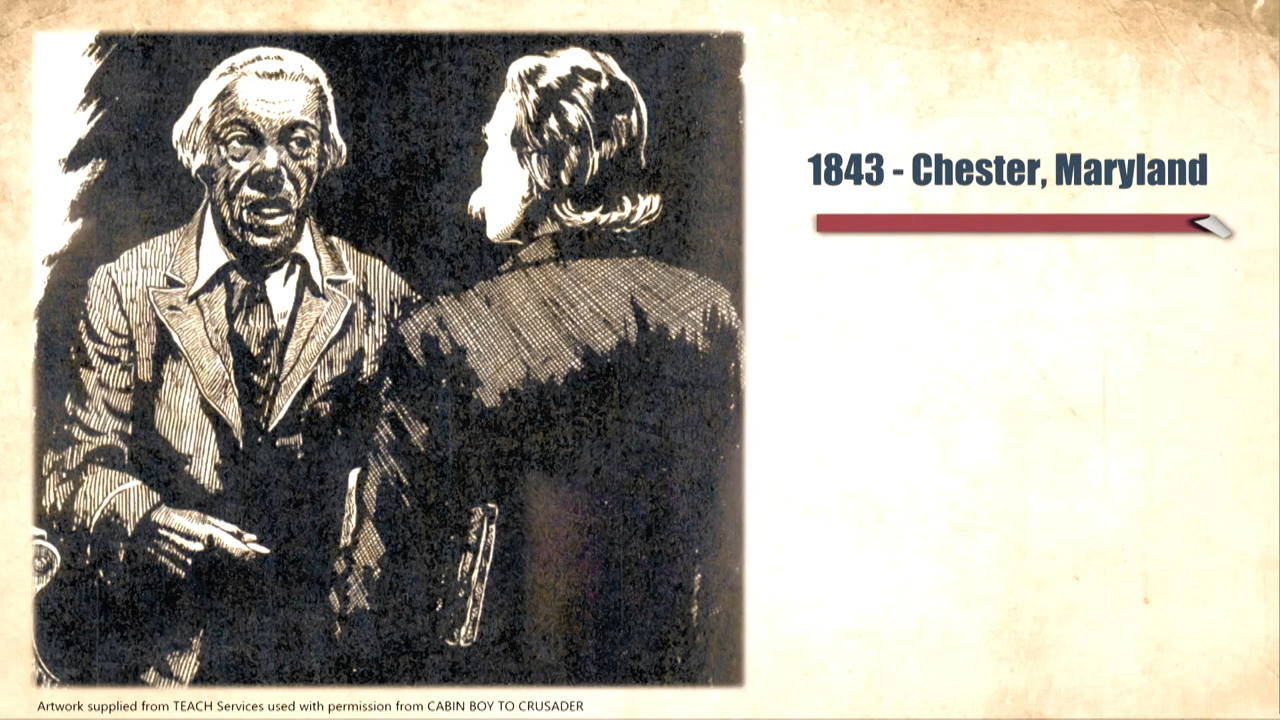 1843 - Chester, Maryland
Artwork supplied from TEACH Services used with permission from CABIN BOY TO CRUSADER